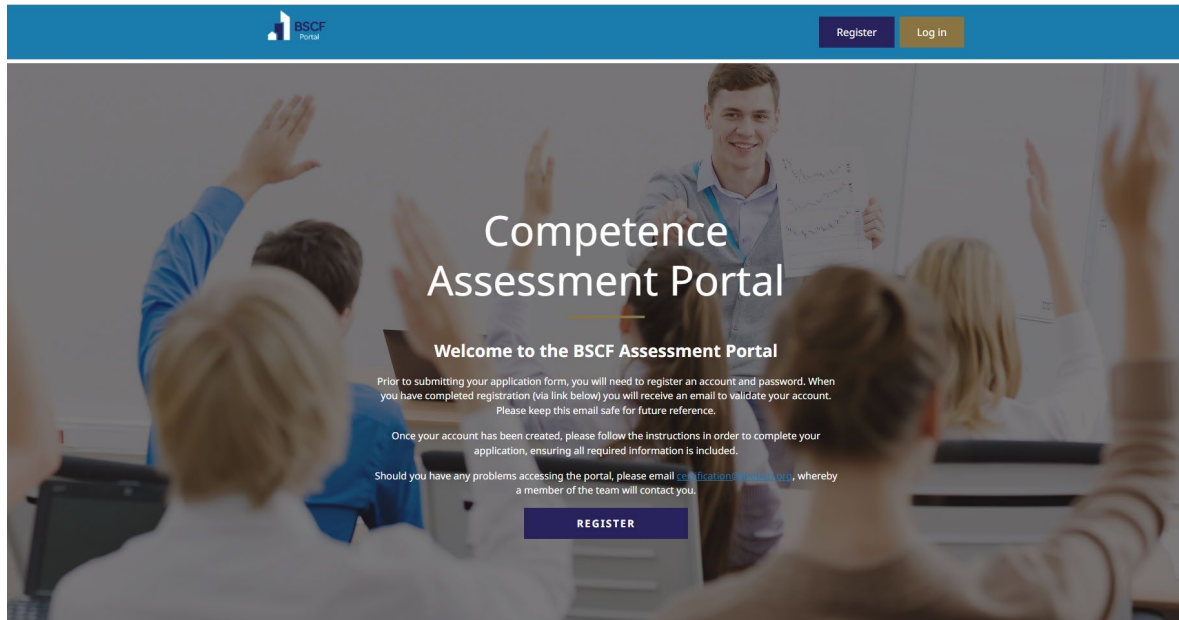 BSCF
Portal
Register
Log in
Competence
Assessment Portal
Welcome to the BSCF Assessment Portal
Prior to submitting your application form, you will need to register an account and password. When
you have completed registration (via link below) you will receive an email to validate your account.
Please keep this email safe for future reference.
Once your account has been created, please follow the instructions in order to complete your
application, ensuring all required information is included.
Should you have any problems accessing the portal, please email , whereby
a member of the team will contact you.
REGISTER